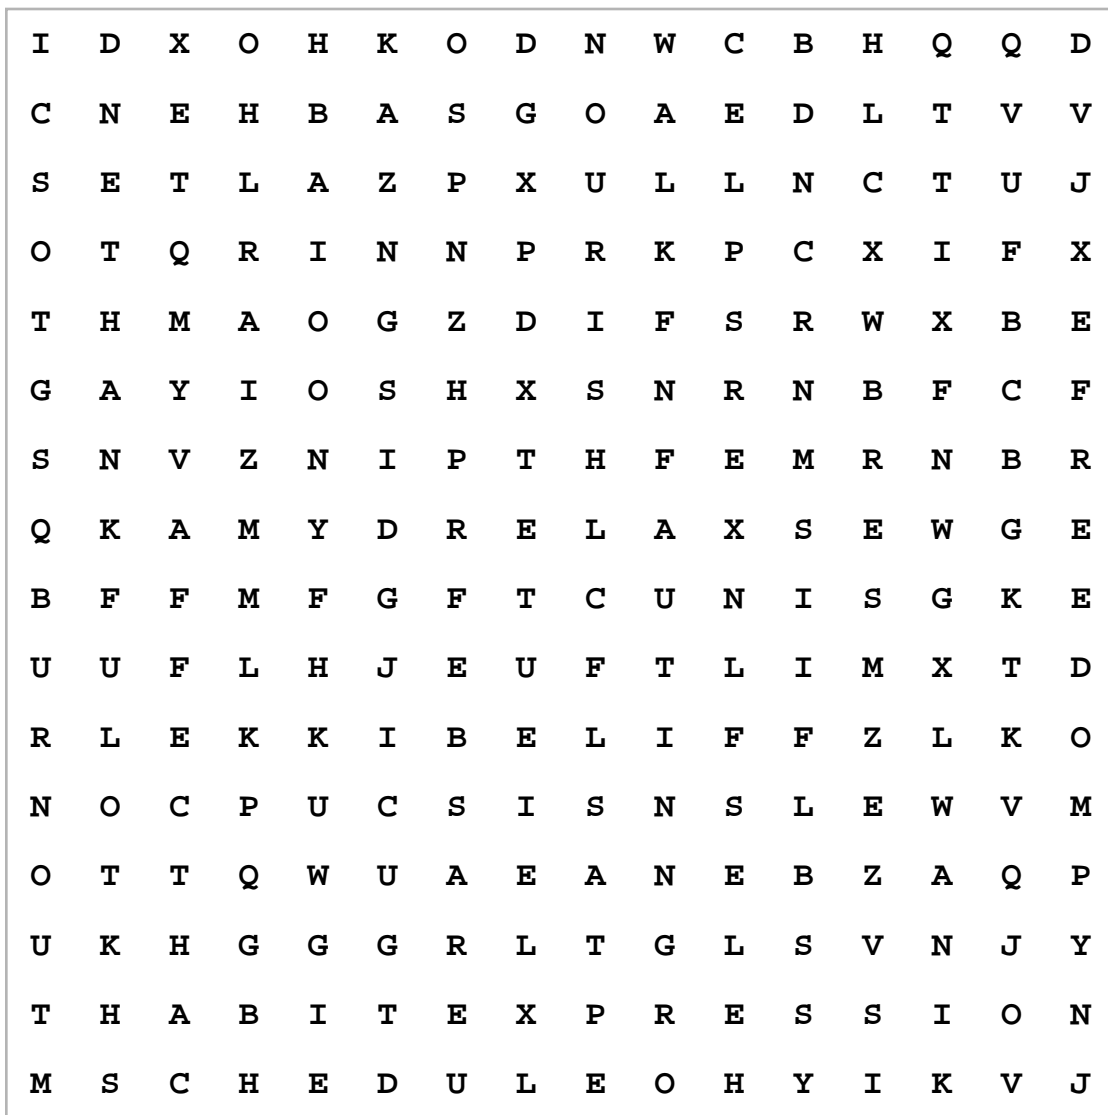 I D X O H K O D N W C B H Q Q D
C N E H B A S G O A E D L T V V
S E T L A Z P X U L L N C T U J
O T Q R I N N P R K P C X I F X
T H M A O G Z D I F S R W X B E
G A Y I O S H X S N R N B F C F
S N V Z N I P T H F E M R N B R
Q K A M Y D R E L A X S E W G E
B F F M F G F T C U N I S G K E
U U F L H J E U F T L I M X T D
R L E K K I B E L I F F Z L K O
N O C P U C S I S N S L E W V M
O T T Q W U A E A N E B Z A Q P
U K H G G G R L T G L S V N J Y
T H A B I T E X P R E S S I O N
M S C H E D U L E O H Y I K V J